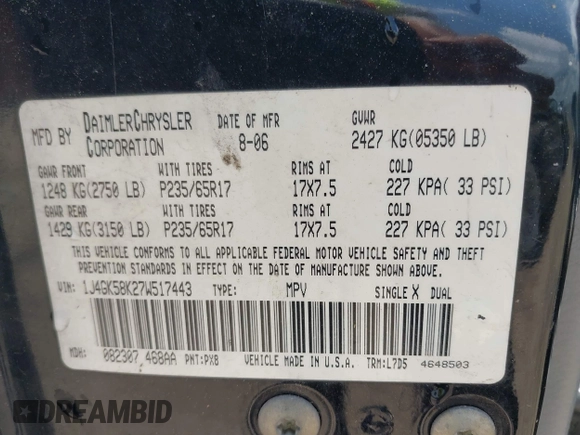 MFD BY DAIMLERCHRYSLER CORPORATION DATE OF MFR 8-06 GVWR 2427 KG(05350 LB)
GAWR FRONT WITH TIRES RIMS AT COLD
1248 KG(2750 LB) P235/65R17 17X7.5 227 KPA( 33 PSI)
GAWR REAR WITH TIRES RIMS AT COLD
1429 KG(3150 LB) P235/65R17 17X7.5 227 KPA( 33 PSI)
THIS VEHICLE CONFORMS TO ALL APPLICABLE FEDERAL MOTOR VEHICLE SAFETY AND THEFT
PREVENTION STANDARDS IN EFFECT ON THE DATE OF MANUFACTURE SHOWN ABOVE.
VIN: 1J4GK58K27W517443 TYPE: MPV SINGLE X DUAL
MDH: 082307 468AA PNT:PX8 VEHICLE MADE IN U.S.A. TRM:L7D5 4648503
DREAMBID